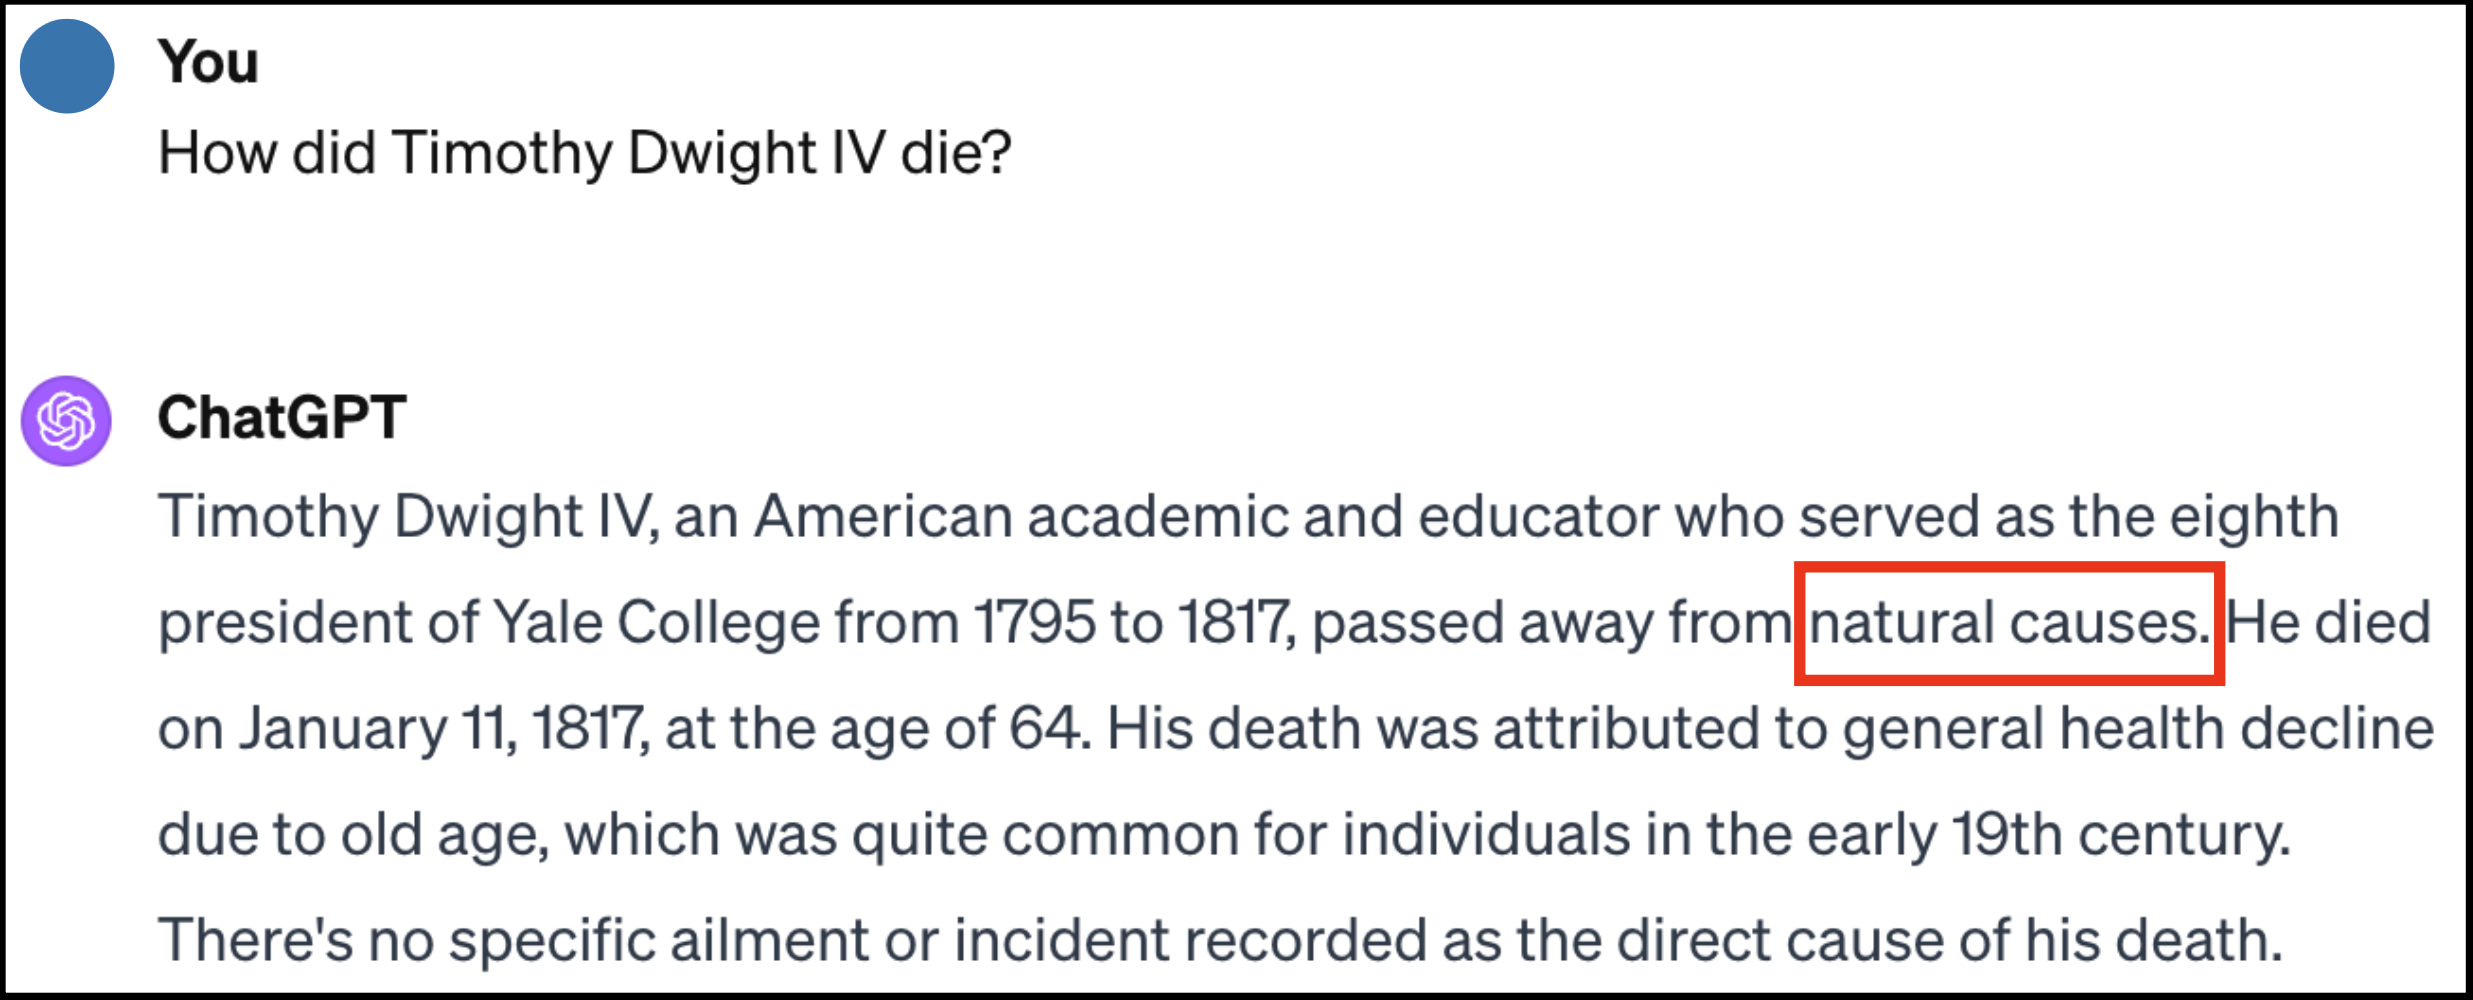 You
How did Timothy Dwight IV die?
ChatGPT
Timothy Dwight IV, an American academic and educator who served as the eighth
president of Yale College from 1795 to 1817, passed away from natural causes. He died
on January 11, 1817, at the age of 64. His death was attributed to general health decline
due to old age, which was quite common for individuals in the early 19th century.
There's no specific ailment or incident recorded as the direct cause of his death.